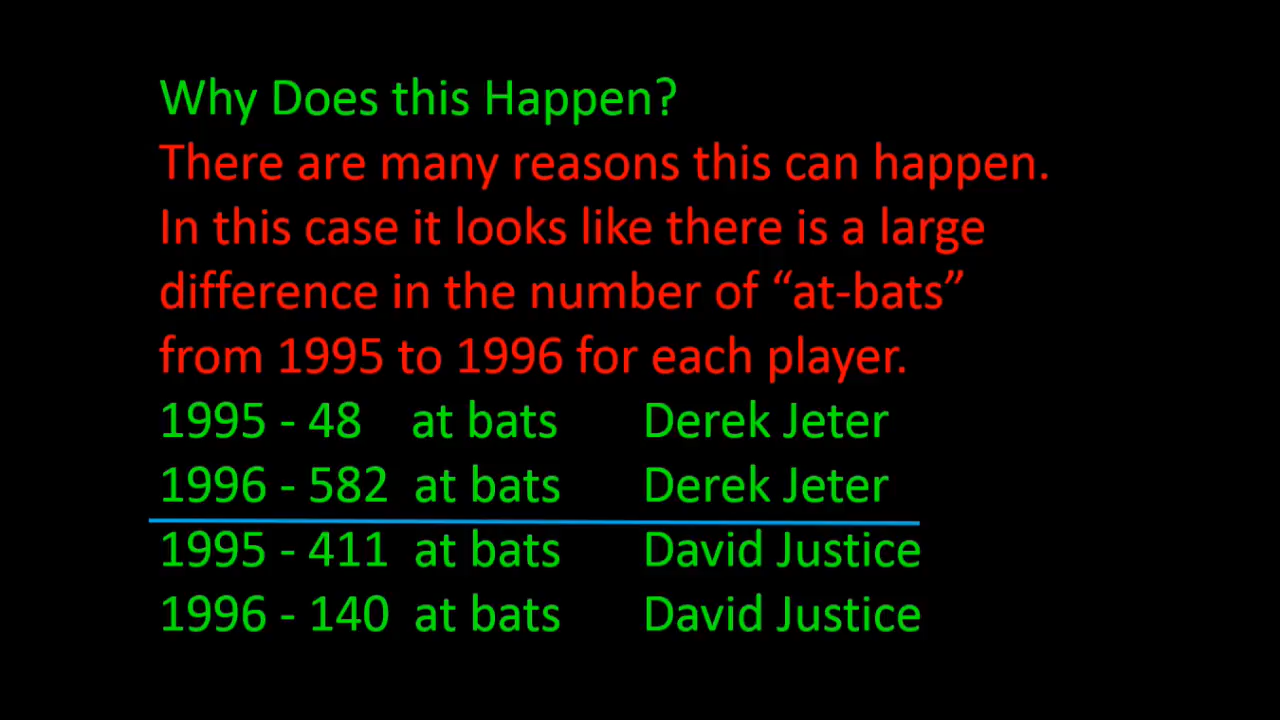 Why Does this Happen?
There are many reasons this can happen.
In this case it looks like there is a large
difference in the number of “at-bats”
from 1995 to 1996 for each player.
1995 - 48 at bats Derek Jeter
1996 - 582 at bats Derek Jeter
1995 - 411 at bats David Justice
1996 - 140 at bats David Justice